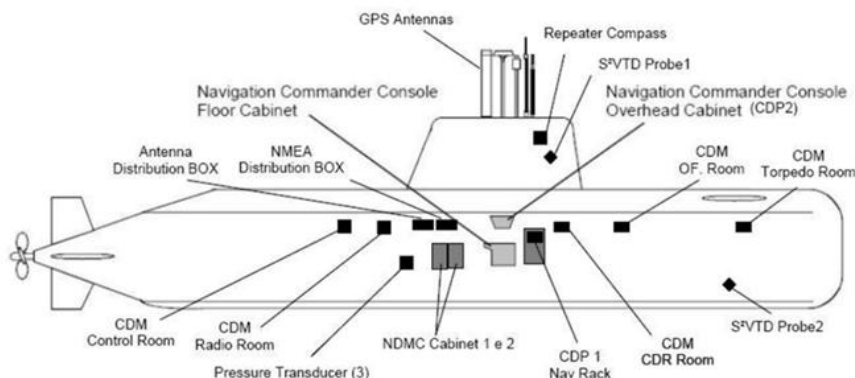 GPS Antennas
Repeater Compass
S²VTD Probe1
Navigation Commander Console
Floor Cabinet
Navigation Commander Console
Overhead Cabinet (CDP2)
Antenna
Distribution BOX
NMEA
Distribution BOX
CDM
OF. Room
CDM
Torpedo Room
CDM
Control Room
CDM
Radio Room
Pressure Transducer (3)
NDMC Cabinet 1 e 2
CDP 1
Nav Rack
CDM
CDR Room
S²VTD Probe2